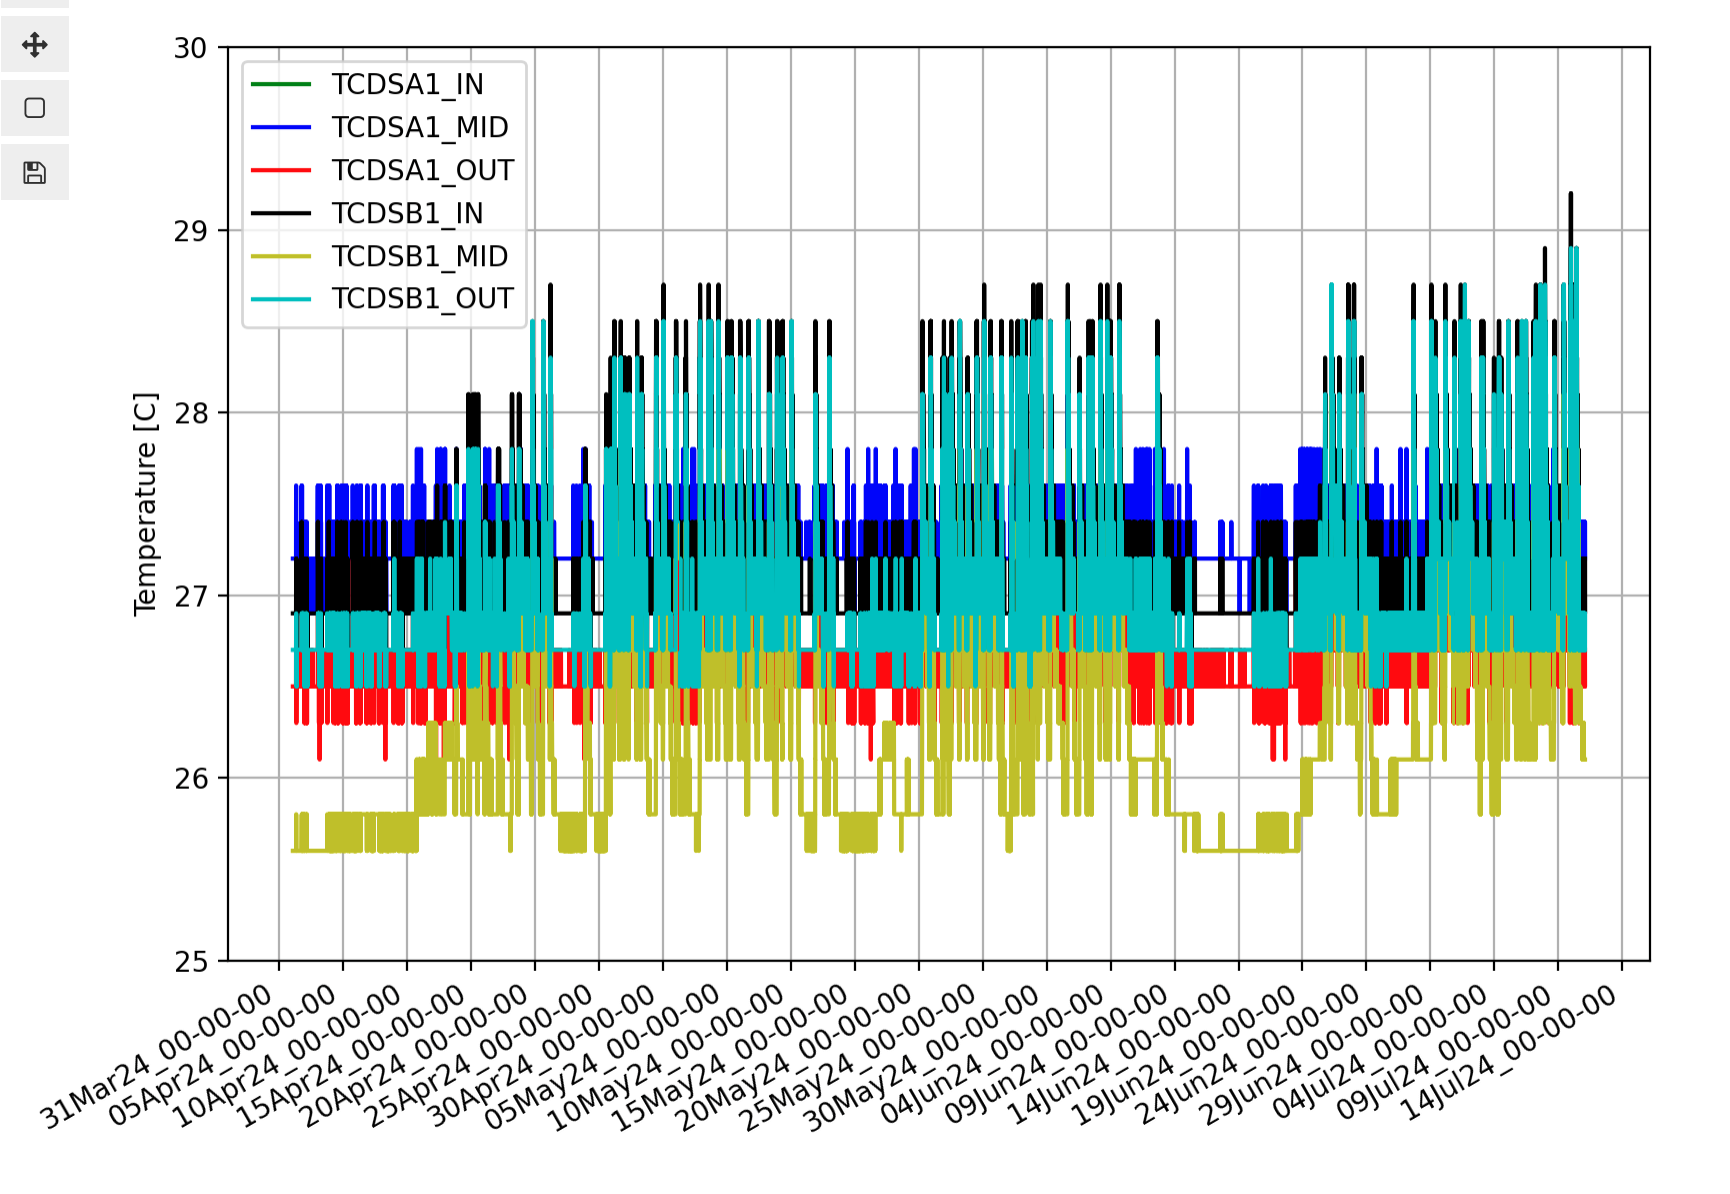 30
29
28
27
26
25
Temperature [C]
TCDSA1_IN
TCDSA1_MID
TCDSA1_OUT
TCDSB1_IN
TCDSB1_MID
TCDSB1_OUT
31Mar24_00-00-00
05Apr24_00-00-00
10Apr24_00-00-00
15Apr24_00-00-00
20Apr24_00-00-00
25Apr24_00-00-00
30Apr24_00-00-00
05May24_00-00-00
10May24_00-00-00
15May24_00-00-00
20May24_00-00-00
25May24_00-00-00
30May24_00-00-00
04Jun24_00-00-00
09Jun24_00-00-00
14Jun24_00-00-00
19Jun24_00-00-00
24Jun24_00-00-00
29Jun24_00-00-00
04Jul24_00-00-00
09Jul24_00-00-00
14Jul24_00-00-00